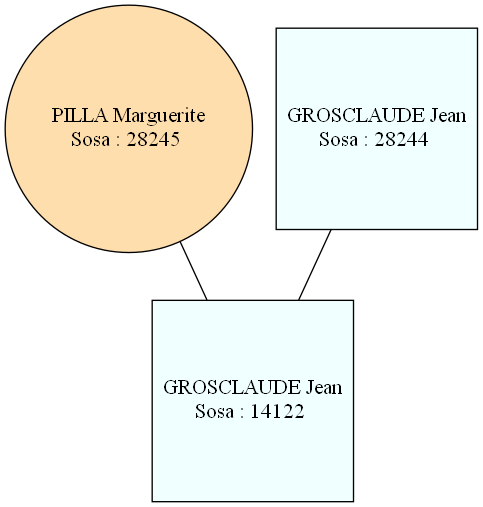 PILLA Marguerite
Sosa : 28245
GROSCLAUDE Jean
Sosa : 28244
GROSCLAUDE Jean
Sosa : 14122